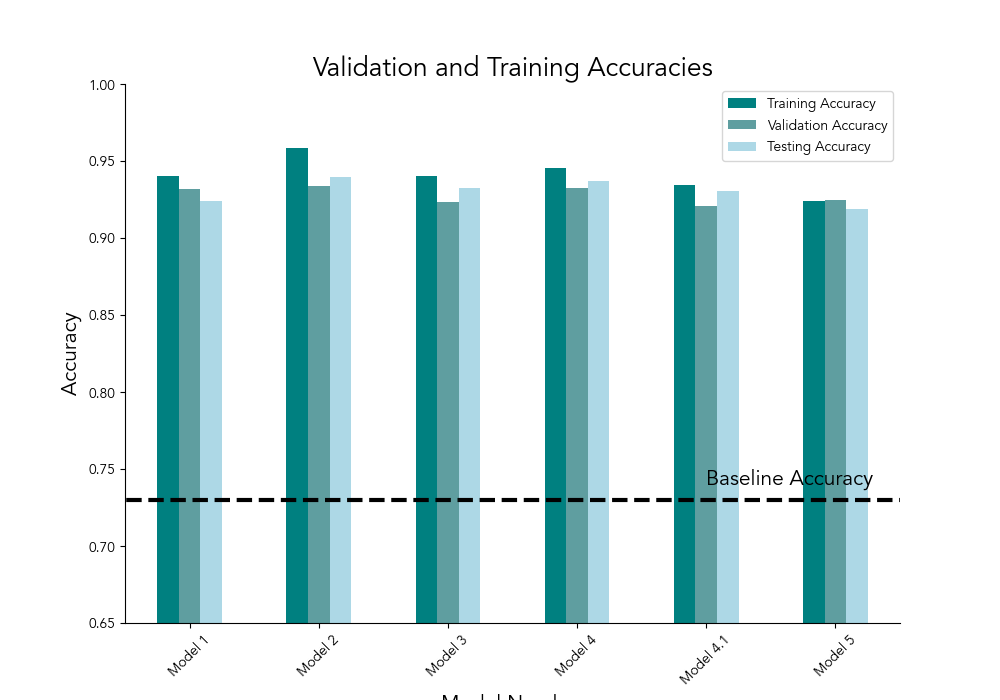 Validation and Training Accuracies
1.00
0.95
0.90
0.85
0.80
0.75
0.70
0.65
Accuracy
Training Accuracy
Validation Accuracy
Testing Accuracy
Baseline Accuracy
Model 1
Model 2
Model 3
Model 4
Model 4.1
Model 5
Model